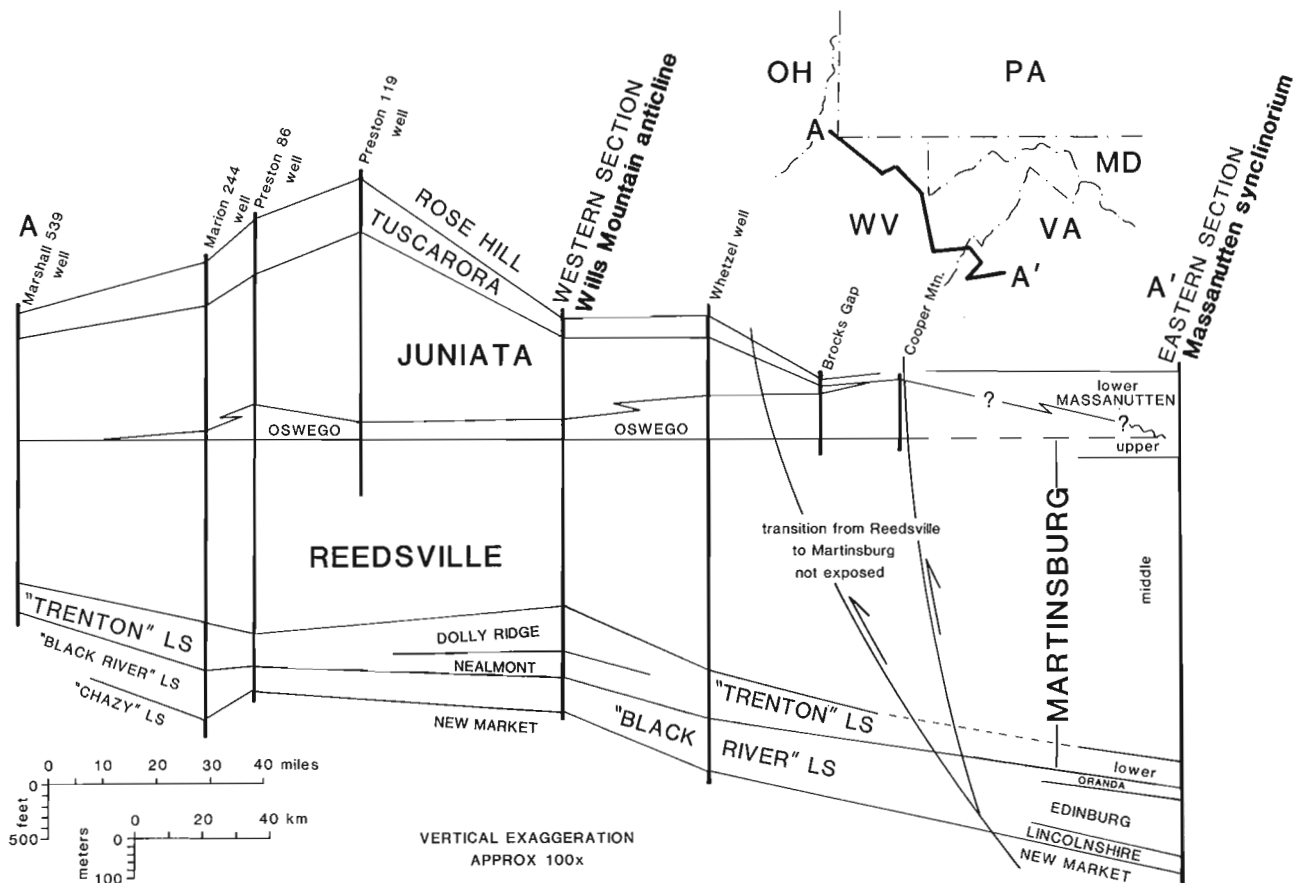 OH
PA
A
MD
WV
VA
A'
A
Marshall 539
well
Marion 244
well
Preston 86
well
Preston 119
well
WESTERN SECTION
Wills Mountain anticline
Whetzel well
Brocks Gap
Cooper Mtn.
A'
EASTERN SECTION
Massanutten synclinorium
ROSE HILL
TUSCARORA
JUNIATA
OSWEGO
OSWEGO
lower
MASSANUTTEN
?
?
upper
REEDSVILLE
transition from Reedsville
to Martinsburg
not exposed
MARTINSBURG
middle
"TRENTON" LS
"BLACK RIVER" LS
"CHAZY" LS
DOLLY RIDGE
NEALMONT
NEW MARKET
"TRENTON" LS
"BLACK RIVER" LS
lower
ORANDA
EDINBURG
LINCOLNSHIRE
NEW MARKET
0 10 20 30 40 miles
feet
0
500
0 20 40 km
meters
0
100
VERTICAL EXAGGERATION
APPROX 100x